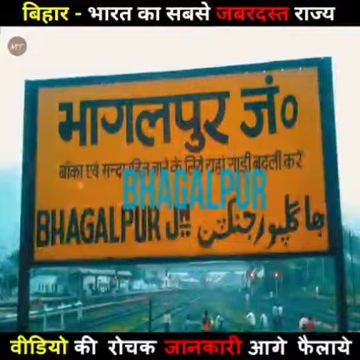 बिहार - भारत का सबसे जबरदस्त राज्य
भागलपुर जं०
बाँका एवं मन्दारहिल जाने के लिये यहां गाड़ी बदली करें
BHAGALPUR
BHAGALPUR JN
بھاگلپور جنکشن
वीडियो की रोचक जानकारी आगे फैलाये